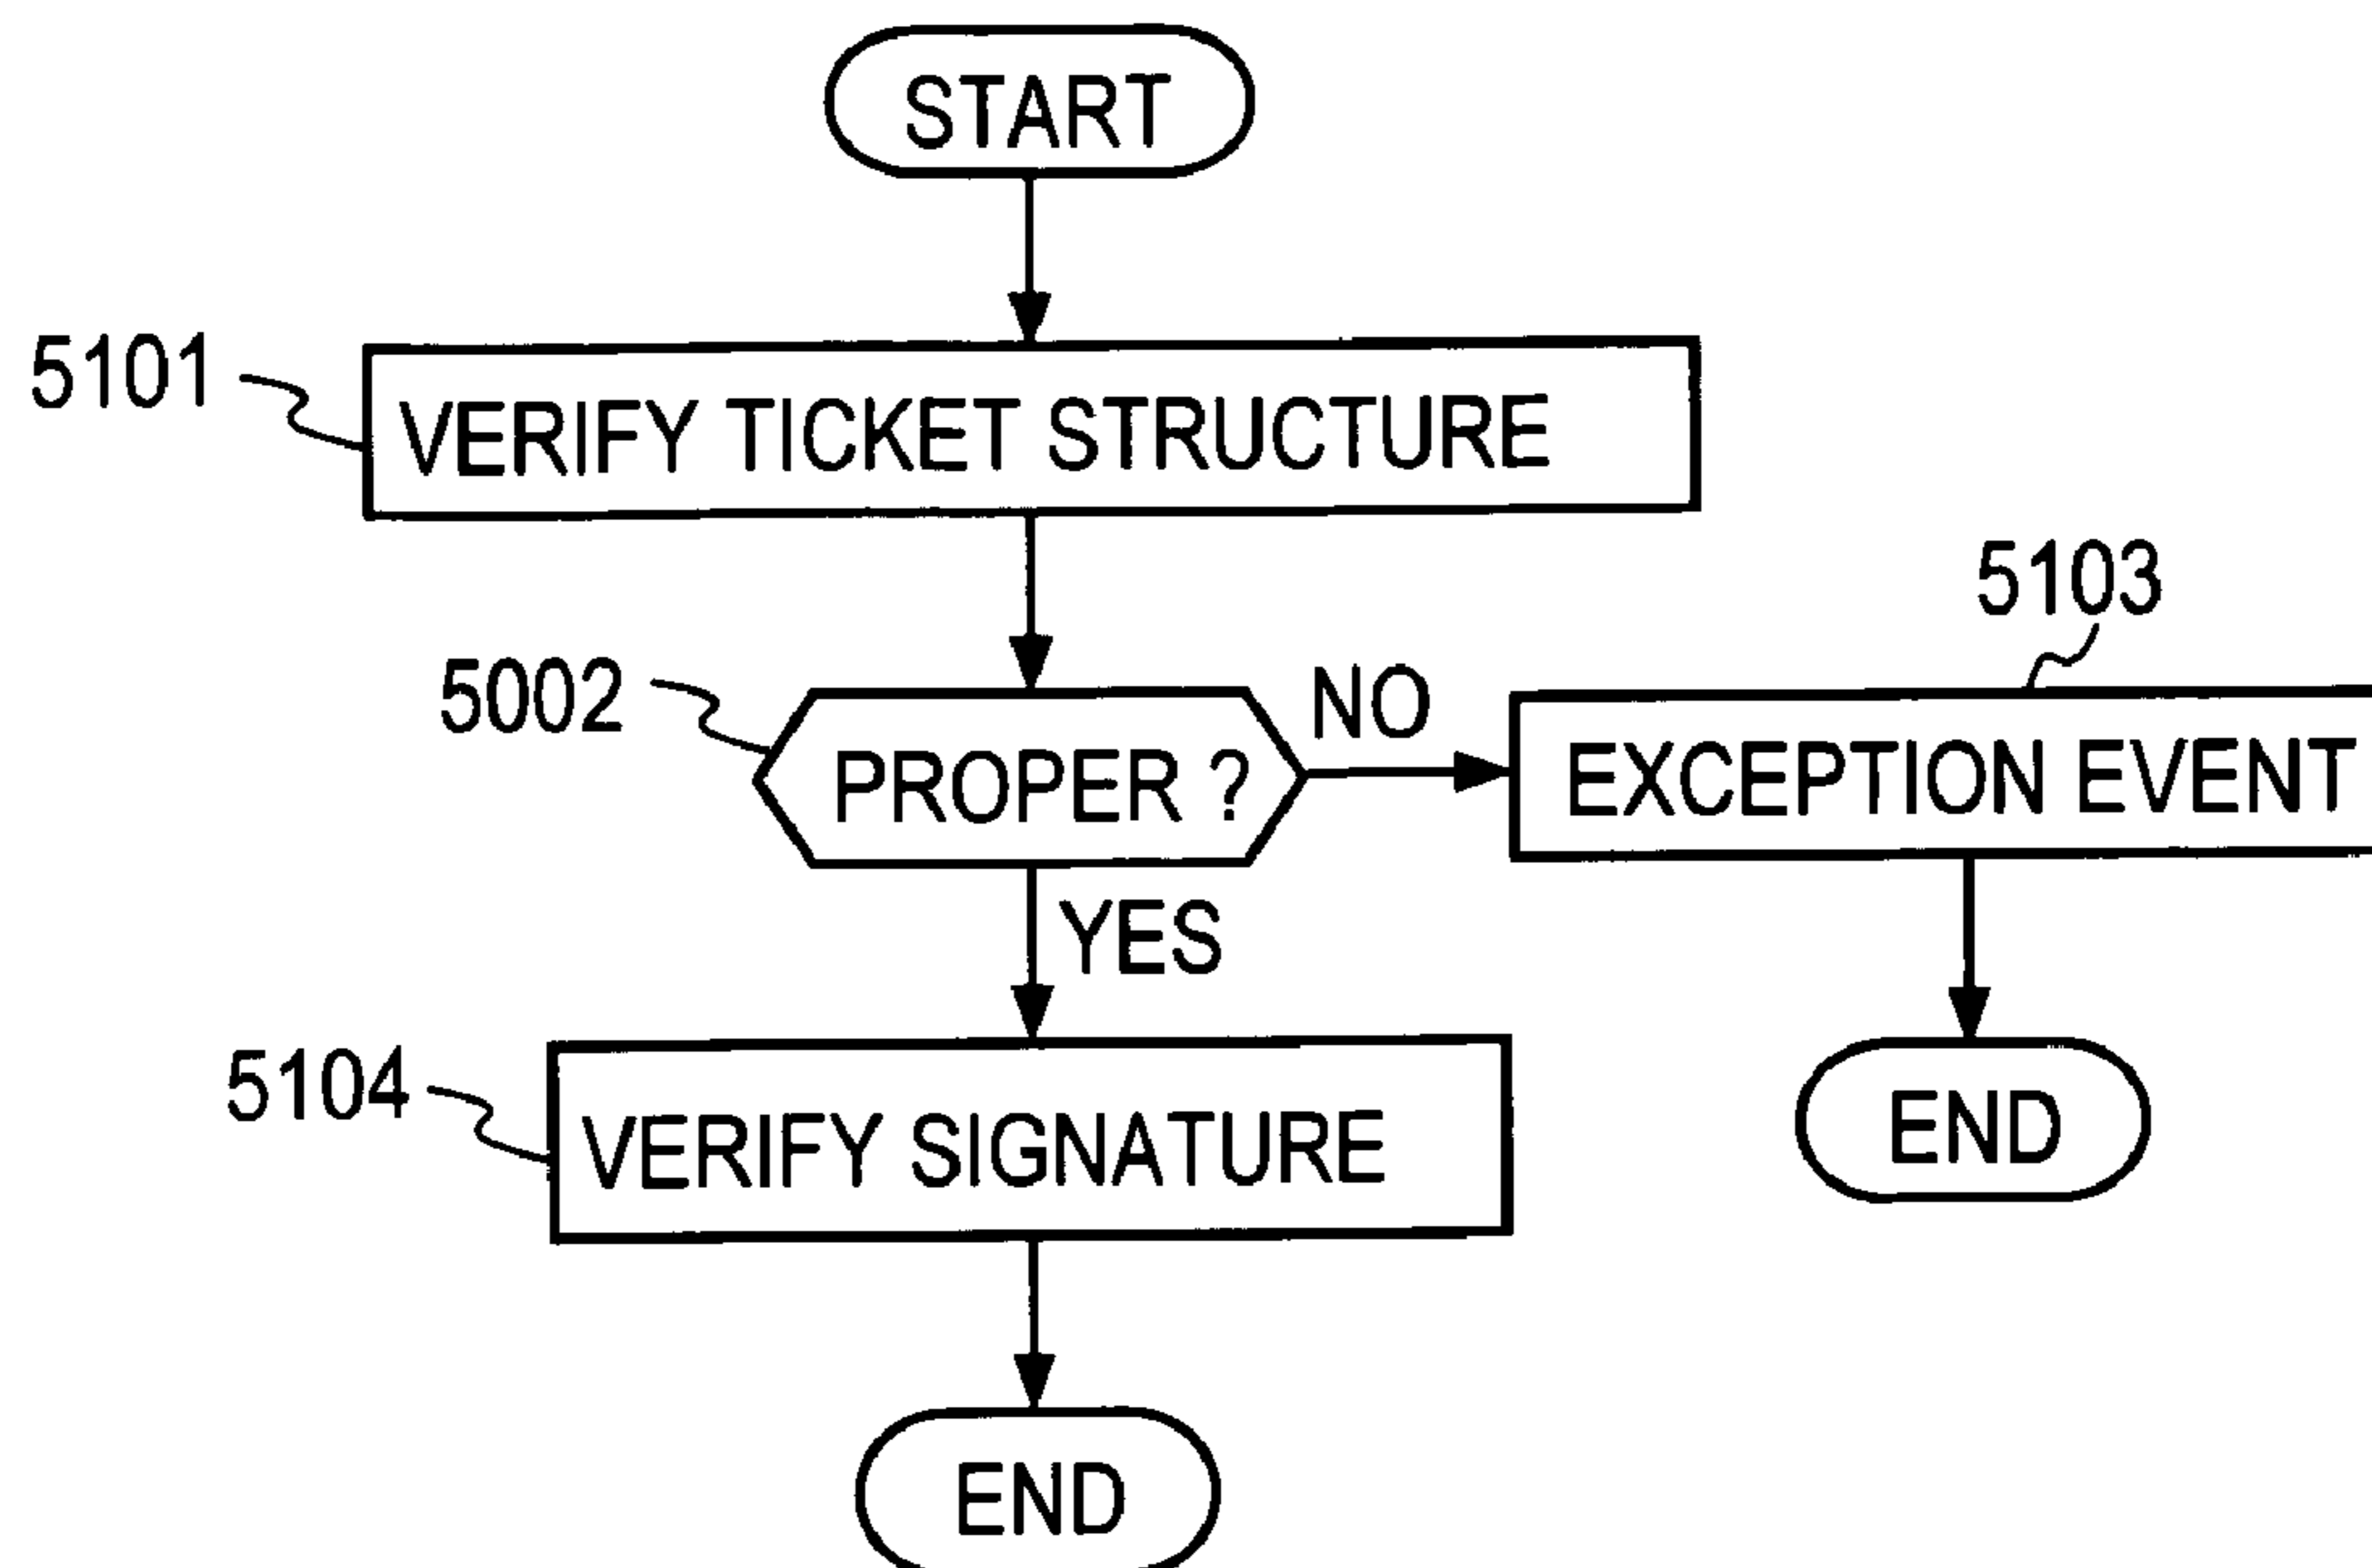 START
5101
VERIFY TICKET STRUCTURE
5103
5002
PROPER ?
NO
EXCEPTION EVENT
YES
5104
VERIFY SIGNATURE
END
END